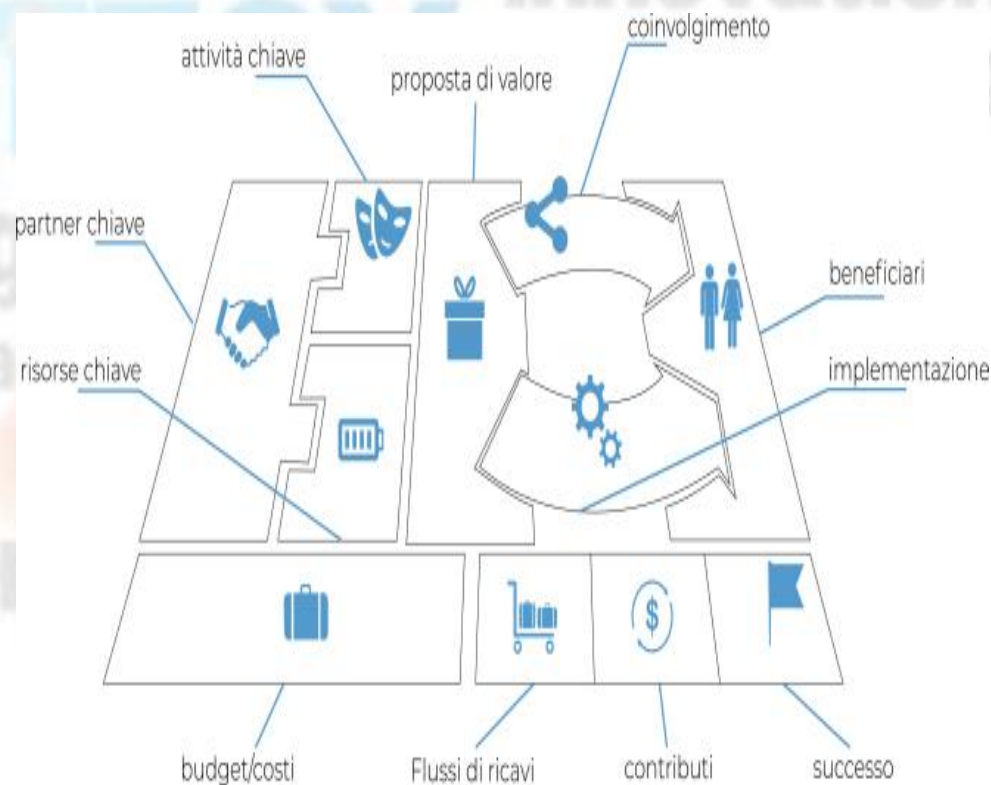 coinvolgimento
attività chiave
proposta di valore
partner chiave
beneficiari
risorse chiave
implementazione
budget/costi
Flussi di ricavi
contributi
successo
$